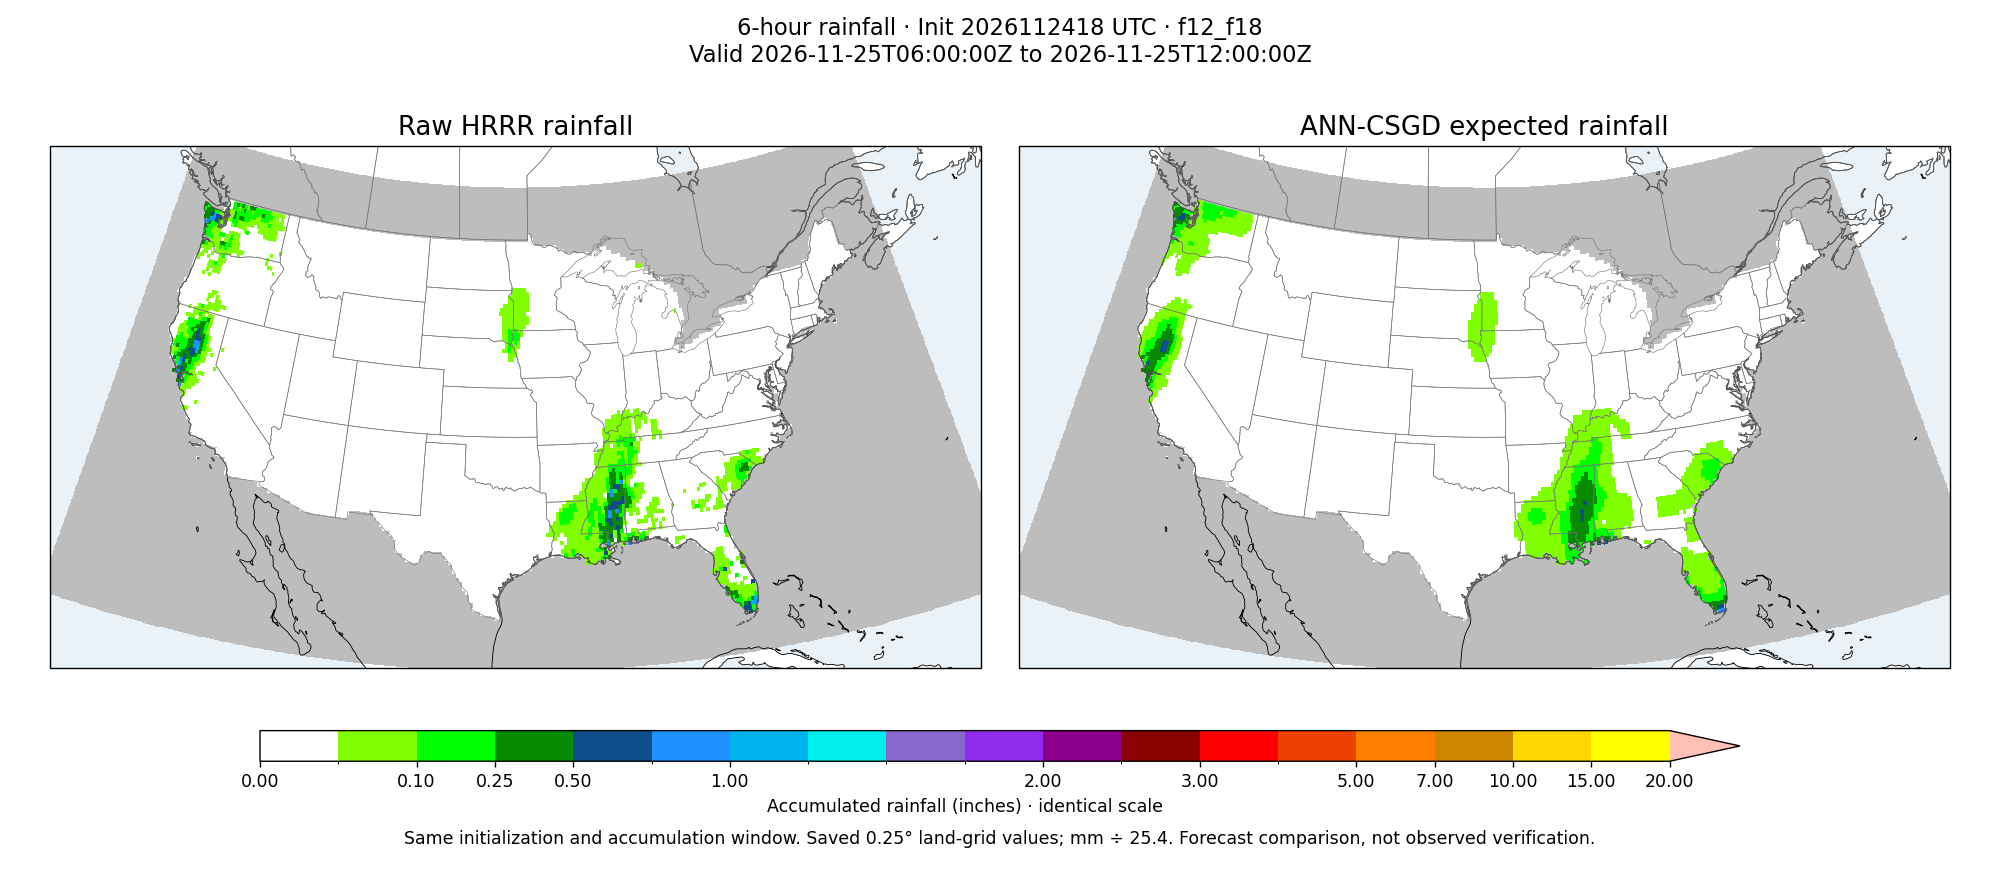 6-hour rainfall · Init 2026112418 UTC · f12_f18
Valid 2026-11-25T06:00:00Z to 2026-11-25T12:00:00Z
Raw HRRR rainfall
ANN-CSGD expected rainfall
0.00 0.10 0.25 0.50 1.00 2.00 3.00 5.00 7.00 10.00 15.00 20.00
Accumulated rainfall (inches) · identical scale
Same initialization and accumulation window. Saved 0.25° land-grid values; mm ÷ 25.4. Forecast comparison, not observed verification.